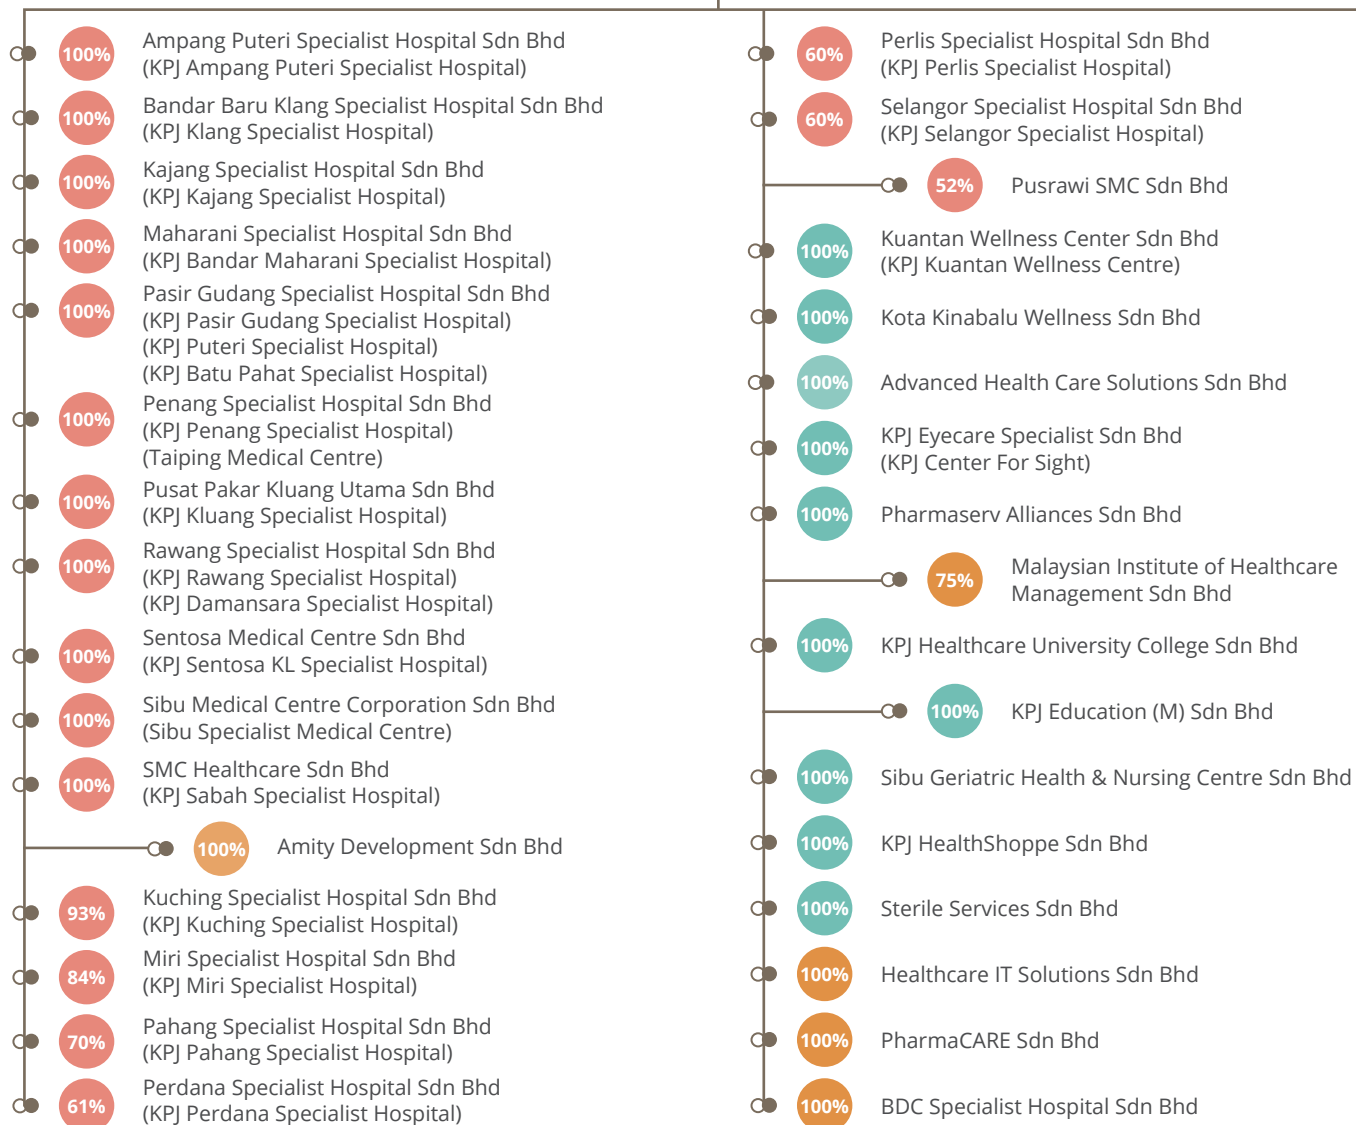 100%
Ampang Puteri Specialist Hospital Sdn Bhd
(KPJ Ampang Puteri Specialist Hospital)
100%
Bandar Baru Klang Specialist Hospital Sdn Bhd
(KPJ Klang Specialist Hospital)
100%
Kajang Specialist Hospital Sdn Bhd
(KPJ Kajang Specialist Hospital)
100%
Maharani Specialist Hospital Sdn Bhd
(KPJ Bandar Maharani Specialist Hospital)
100%
Pasir Gudang Specialist Hospital Sdn Bhd
(KPJ Pasir Gudang Specialist Hospital)
(KPJ Puteri Specialist Hospital)
(KPJ Batu Pahat Specialist Hospital)
100%
Penang Specialist Hospital Sdn Bhd
(KPJ Penang Specialist Hospital)
(Taiping Medical Centre)
100%
Pusat Pakar Kluang Utama Sdn Bhd
(KPJ Kluang Specialist Hospital)
100%
Rawang Specialist Hospital Sdn Bhd
(KPJ Rawang Specialist Hospital)
(KPJ Damansara Specialist Hospital)
100%
Sentosa Medical Centre Sdn Bhd
(KPJ Sentosa KL Specialist Hospital)
100%
Sibu Medical Centre Corporation Sdn Bhd
(Sibu Specialist Medical Centre)
100%
SMC Healthcare Sdn Bhd
(KPJ Sabah Specialist Hospital)
100%
Amity Development Sdn Bhd
93%
Kuching Specialist Hospital Sdn Bhd
(KPJ Kuching Specialist Hospital)
84%
Miri Specialist Hospital Sdn Bhd
(KPJ Miri Specialist Hospital)
70%
Pahang Specialist Hospital Sdn Bhd
(KPJ Pahang Specialist Hospital)
61%
Perdana Specialist Hospital Sdn Bhd
(KPJ Perdana Specialist Hospital)
60%
Perlis Specialist Hospital Sdn Bhd
(KPJ Perlis Specialist Hospital)
60%
Selangor Specialist Hospital Sdn Bhd
(KPJ Selangor Specialist Hospital)
52%
Pusrawi SMC Sdn Bhd
100%
Kuantan Wellness Center Sdn Bhd
(KPJ Kuantan Wellness Centre)
100%
Kota Kinabalu Wellness Sdn Bhd
100%
Advanced Health Care Solutions Sdn Bhd
100%
KPJ Eyecare Specialist Sdn Bhd
(KPJ Center For Sight)
100%
Pharmaserv Alliances Sdn Bhd
75%
Malaysian Institute of Healthcare
Management Sdn Bhd
100%
KPJ Healthcare University College Sdn Bhd
100%
KPJ Education (M) Sdn Bhd
100%
Sibu Geriatric Health & Nursing Centre Sdn Bhd
100%
KPJ HealthShoppe Sdn Bhd
100%
Sterile Services Sdn Bhd
100%
Healthcare IT Solutions Sdn Bhd
100%
PharmaCARE Sdn Bhd
100%
BDC Specialist Hospital Sdn Bhd